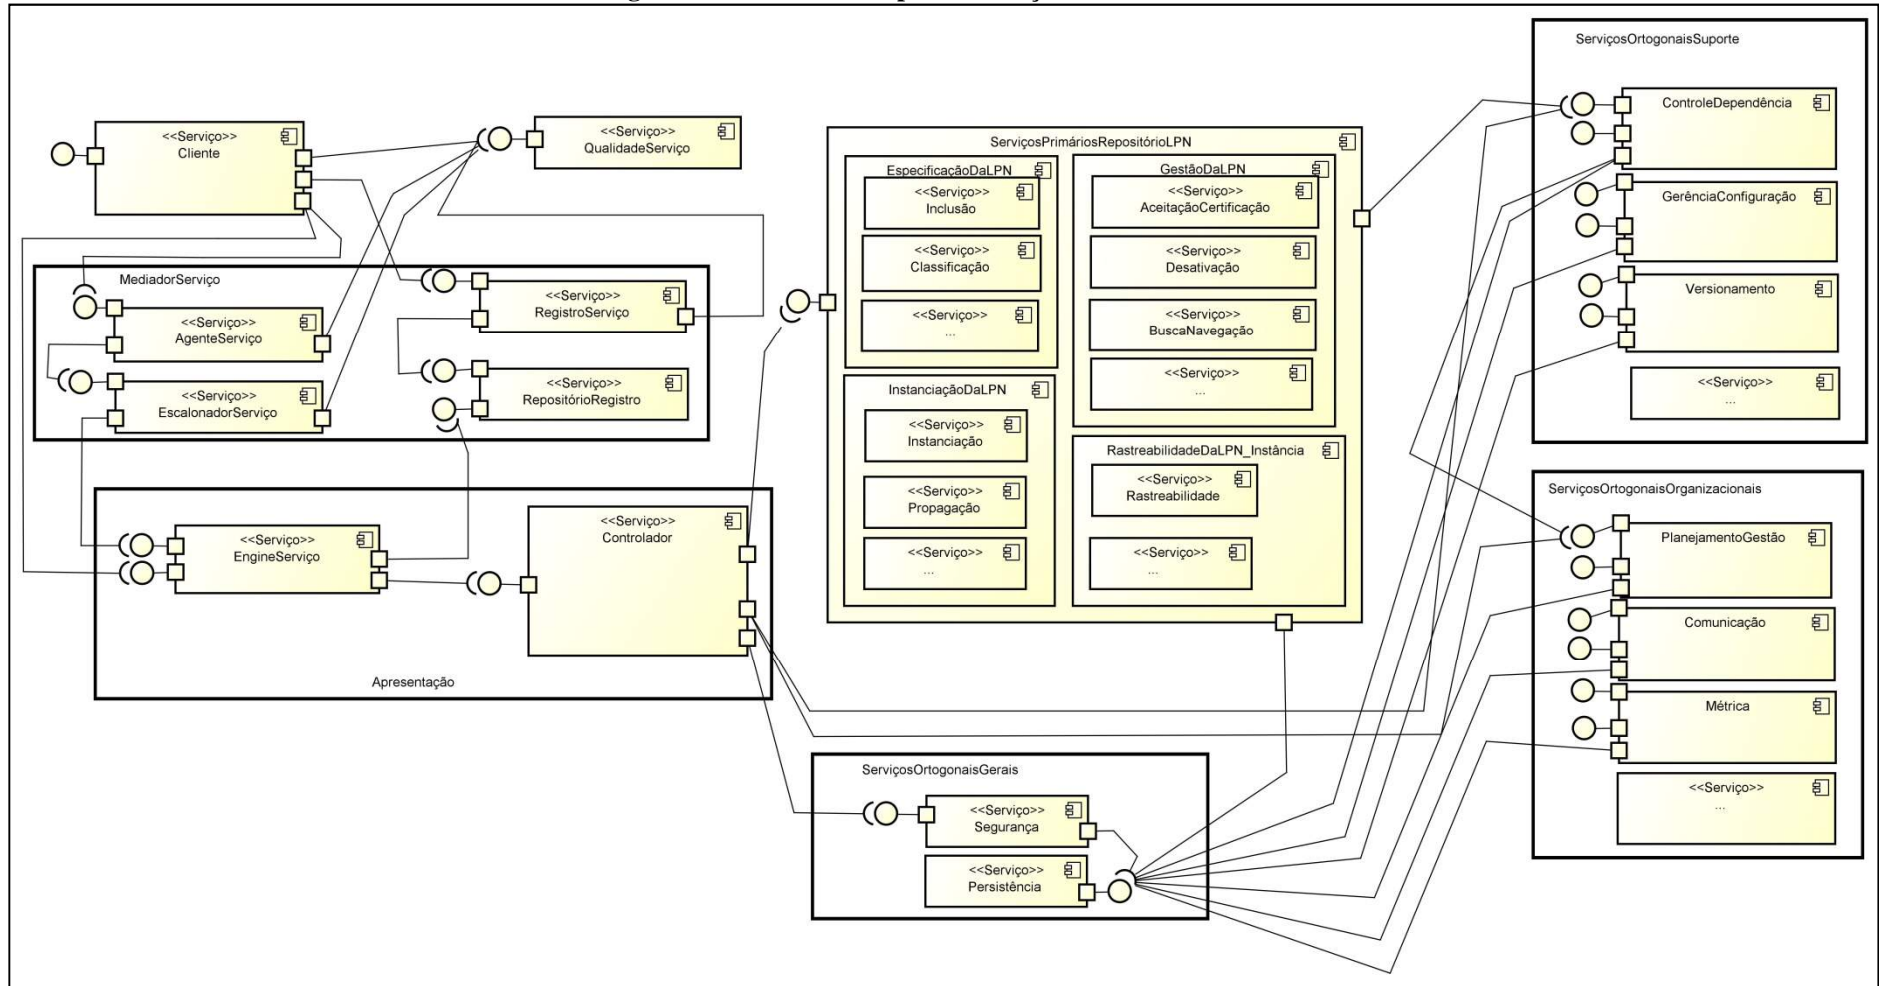 ServiçosOrtogonaisSuporte
<<Serviço>>
Cliente
<<Serviço>>
QualidadeServiço
ControleDependência
ServiçosPrimáriosRepositórioLPN
EspecificaçãoDaLPN
<<Serviço>>
Inclusão
<<Serviço>>
Classificação
<<Serviço>>
...
GestãoDaLPN
<<Serviço>>
AceitaçãoCertificação
<<Serviço>>
Desativação
<<Serviço>>
BuscaNavegação
<<Serviço>>
...
GerênciaConfiguração
Versionamento
<<Serviço>>
...
MediadorServiço
<<Serviço>>
RegistroServiço
<<Serviço>>
AgenteServiço
<<Serviço>>
RepositórioRegistro
<<Serviço>>
EscalonadorServiço
InstanciaçãoDaLPN
<<Serviço>>
Instanciação
<<Serviço>>
Propagação
<<Serviço>>
...
RastreabilidadeDaLPN_Instância
<<Serviço>>
Rastreabilidade
<<Serviço>>
...
ServiçosOrtogonaisOrganizacionais
PlanejamentoGestão
Comunicação
Métrica
<<Serviço>>
...
<<Serviço>>
EngineServiço
<<Serviço>>
Controlador
Apresentação
ServiçosOrtogonaisGerais
<<Serviço>>
Segurança
<<Serviço>>
Persistência